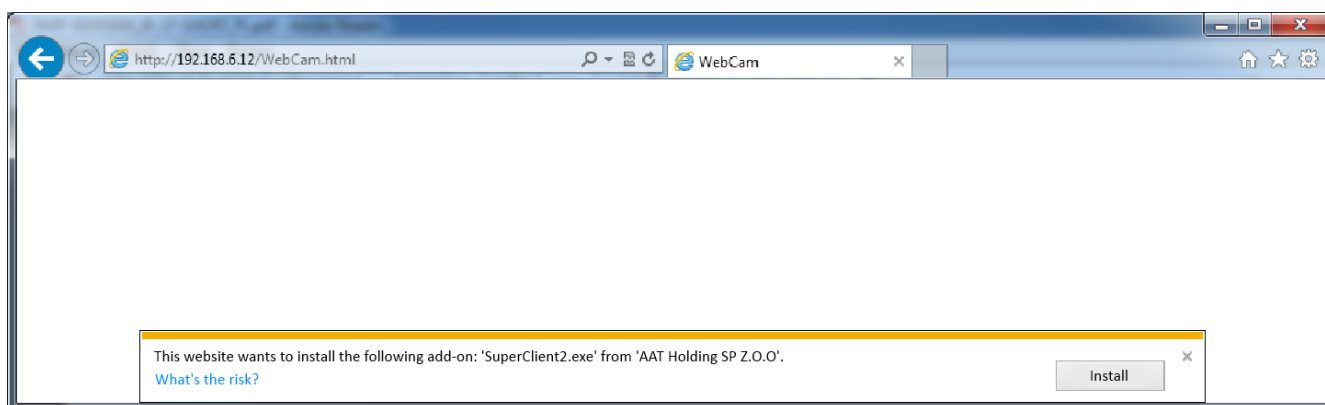 http://192.168.6.12/WebCam.html
WebCam
This website wants to install the following add-on: 'SuperClient2.exe' from 'AAT Holding SP Z.O.O'.
What's the risk?
Install